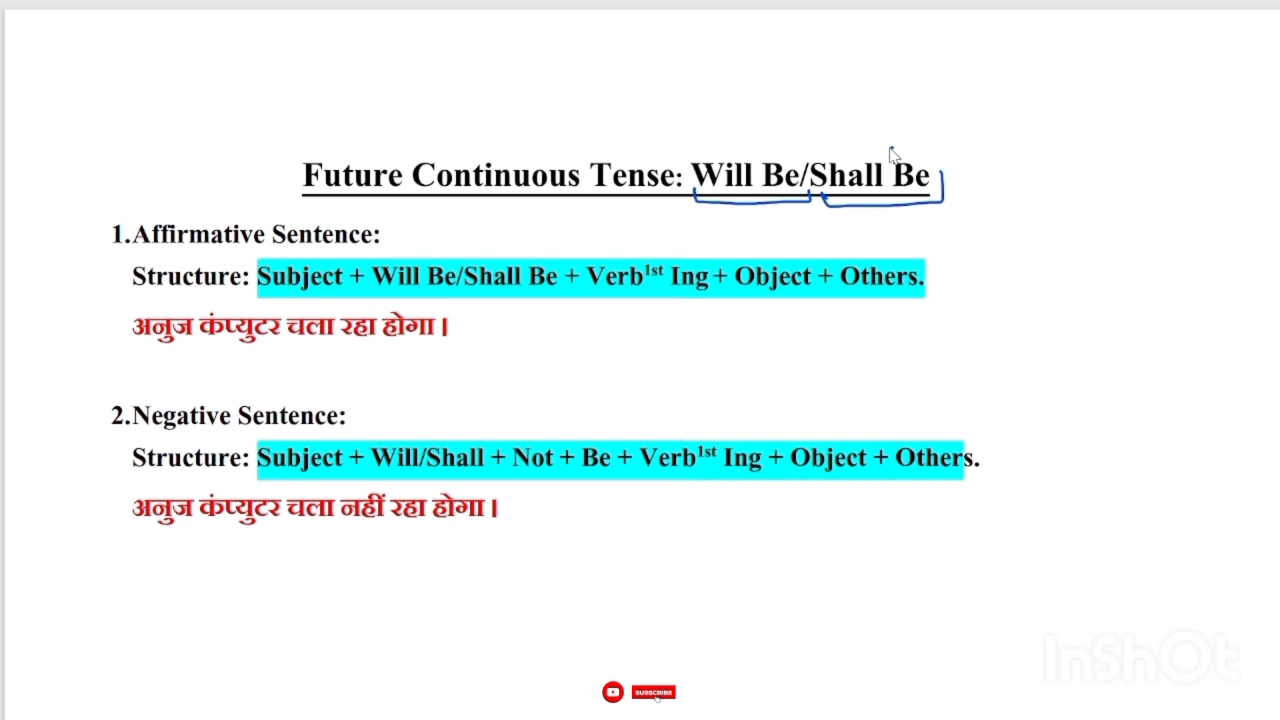 Future Continuous Tense: Will Be/Shall Be
1.Affirmative Sentence:
Structure: Subject + Will Be/Shall Be + Verb1st Ing + Object + Others.
अनुज कंप्युटर चला रहा होगा।
2.Negative Sentence:
Structure: Subject + Will/Shall + Not + Be + Verb1st Ing + Object + Others.
अनुज कंप्युटर चला नहीं रहा होगा।
InShOt
SUBSCRIBE